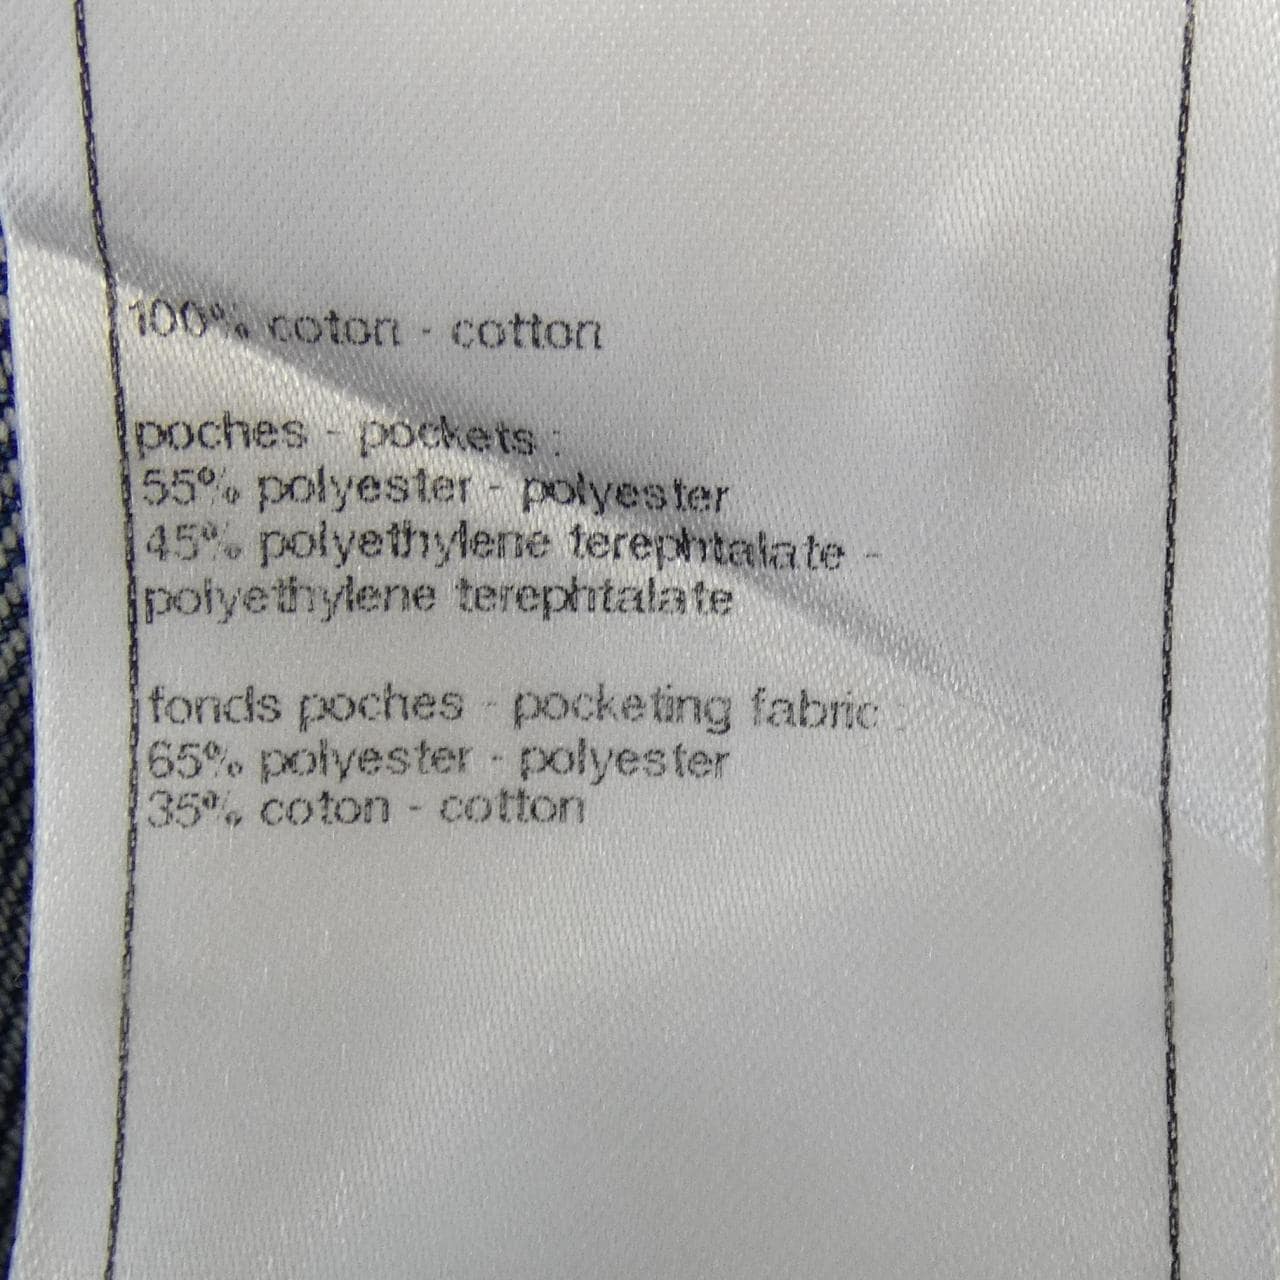 100% coton - cotton
poches - pockets :
55% polyester - polyester
45% polyethylene terephtalate -
polyethylene terephtalate
fonds poches - pocketing fabric :
65% polyester - polyester
35% coton - cotton